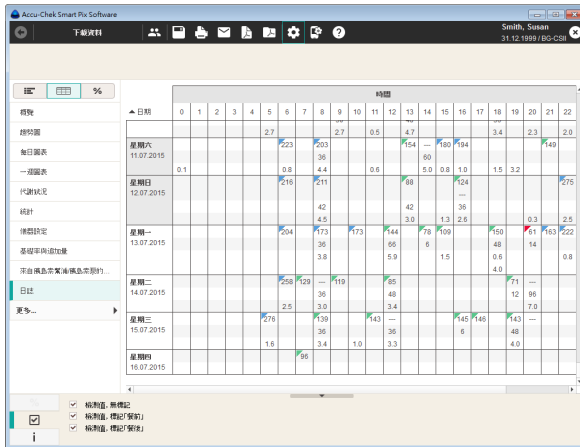 Accu-Chek Smart Pix Software
下載資料
Smith, Susan
31.12.1999 / BG-CSII
%
時間
日期 0 1 2 3 4 5 6 7 8 9 10 11 12 13 14 15 16 17 18 19 20 21 22
2.7 2.7 0.5 4.7 3.4 2.3 2.0
星期六 223 203 154 — 180 194 149
11.07.2015 36 60
0.1 0.8 4.4 0.6 5.0 0.8 1.0 1.5 3.2
星期日 216 211 88 124 275
12.07.2015 —
42 42 36
4.5 3.0 1.3 2.6 0.3 2.5
星期一 204 173 173 144 78 109 150 61 163 222
13.07.2015 36 66 6 48 14
3.8 5.9 1.5 0.6 0.8
4.0
星期二 258 129 — 119 85 71 —
14.07.2015 36 48 12 96
2.5 3.0 3.4 7.0
星期三 276 139 143 — 145 146 143 —
15.07.2015 36 36 6 48
1.6 3.4 1.0 3.3 4.0
星期四 96
16.07.2015
概覽
趨勢圖
每日圖表
一週圖表
代謝狀況
統計
儀器設定
基礎率與追加量
日誌
更多...
檢測值, 無標記
檢測值, 標記「餐前」
檢測值, 標記「餐後」
i